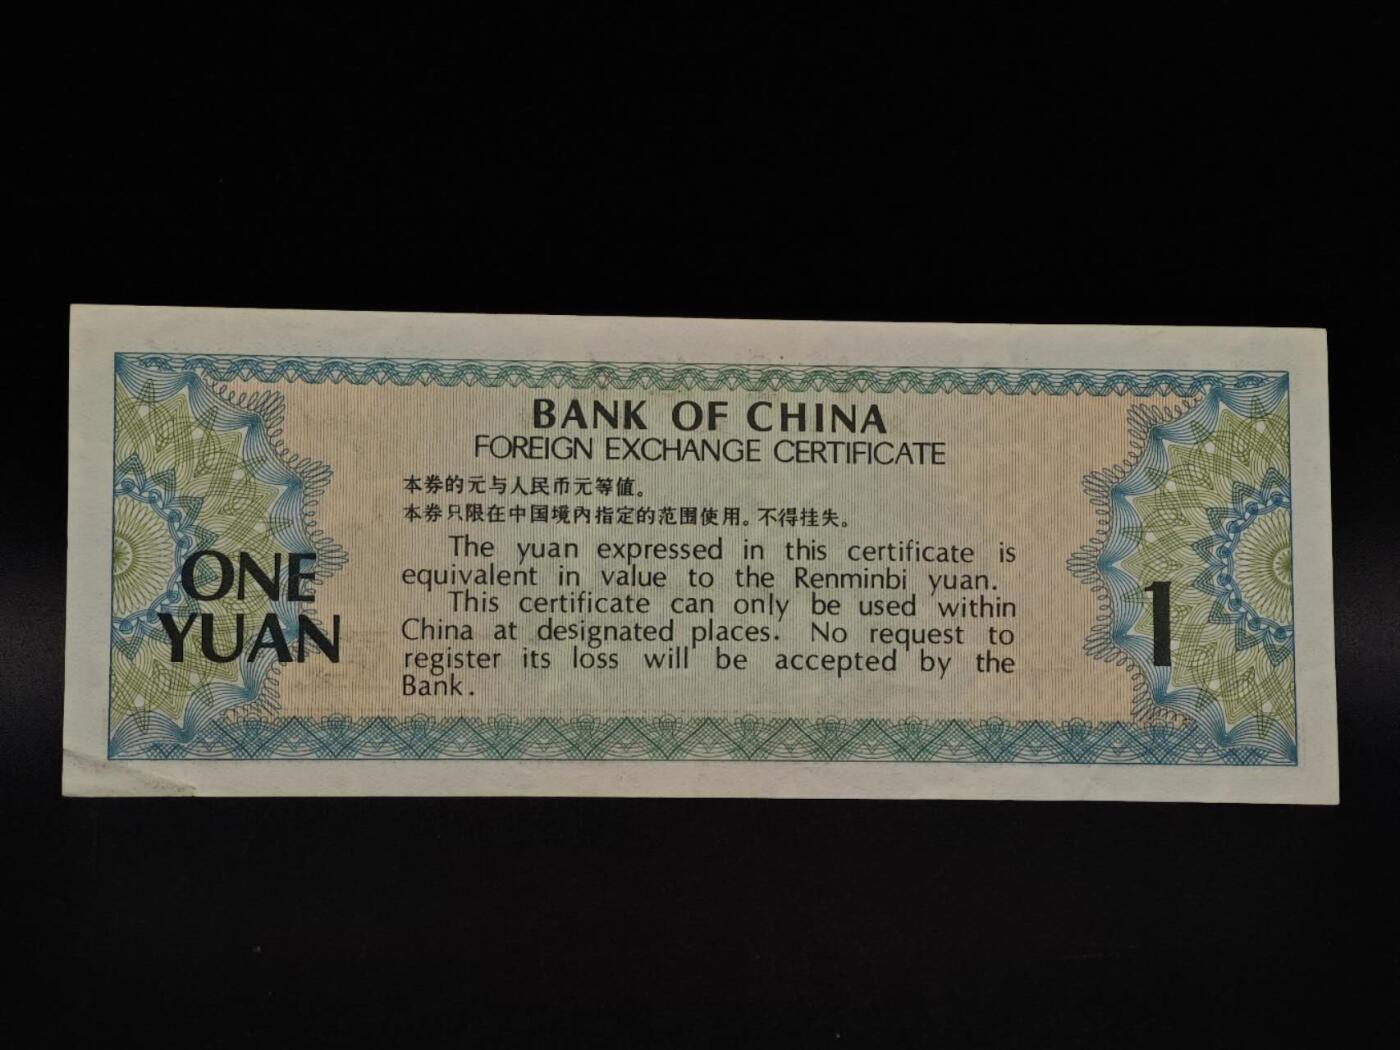 BANK OF CHINA
FOREIGN EXCHANGE CERTIFICATE
本券的元与人民币元等值。
本券只限在中国境内指定的范围使用。不得挂失。
The yuan expressed in this certificate is
equivalent in value to the Renminbi yuan.
This certificate can only be used within
China at designated places. No request to
register its loss will be accepted by the
Bank.
ONE
YUAN
1